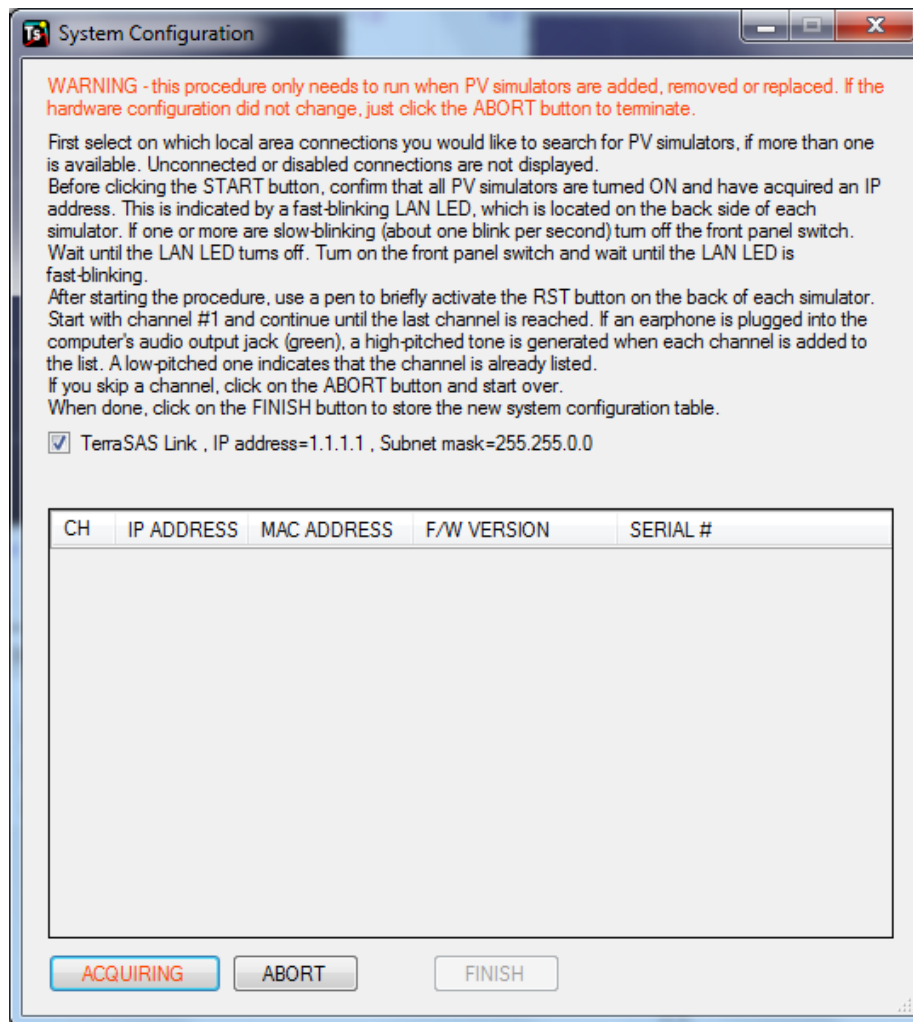 Ts System Configuration
WARNING - this procedure only needs to run when PV simulators are added, removed or replaced. If the
hardware configuration did not change, just click the ABORT button to terminate.
First select on which local area connections you would like to search for PV simulators, if more than one
is available. Unconnected or disabled connections are not displayed.
Before clicking the START button, confirm that all PV simulators are turned ON and have acquired an IP
address. This is indicated by a fast-blinking LAN LED, which is located on the back side of each
simulator. If one or more are slow-blinking (about one blink per second) turn off the front panel switch.
Wait until the LAN LED turns off. Turn on the front panel switch and wait until the LAN LED is
fast-blinking.
After starting the procedure, use a pen to briefly activate the RST button on the back of each simulator.
Start with channel #1 and continue until the last channel is reached. If an earphone is plugged into the
computer's audio output jack (green), a high-pitched tone is generated when each channel is added to
the list. A low-pitched one indicates that the channel is already listed.
If you skip a channel, click on the ABORT button and start over.
When done, click on the FINISH button to store the new system configuration table.
TerraSAS Link , IP address=1.1.1.1 , Subnet mask=255.255.0.0
CH IP ADDRESS MAC ADDRESS F/W VERSION SERIAL #
ACQUIRING ABORT FINISH